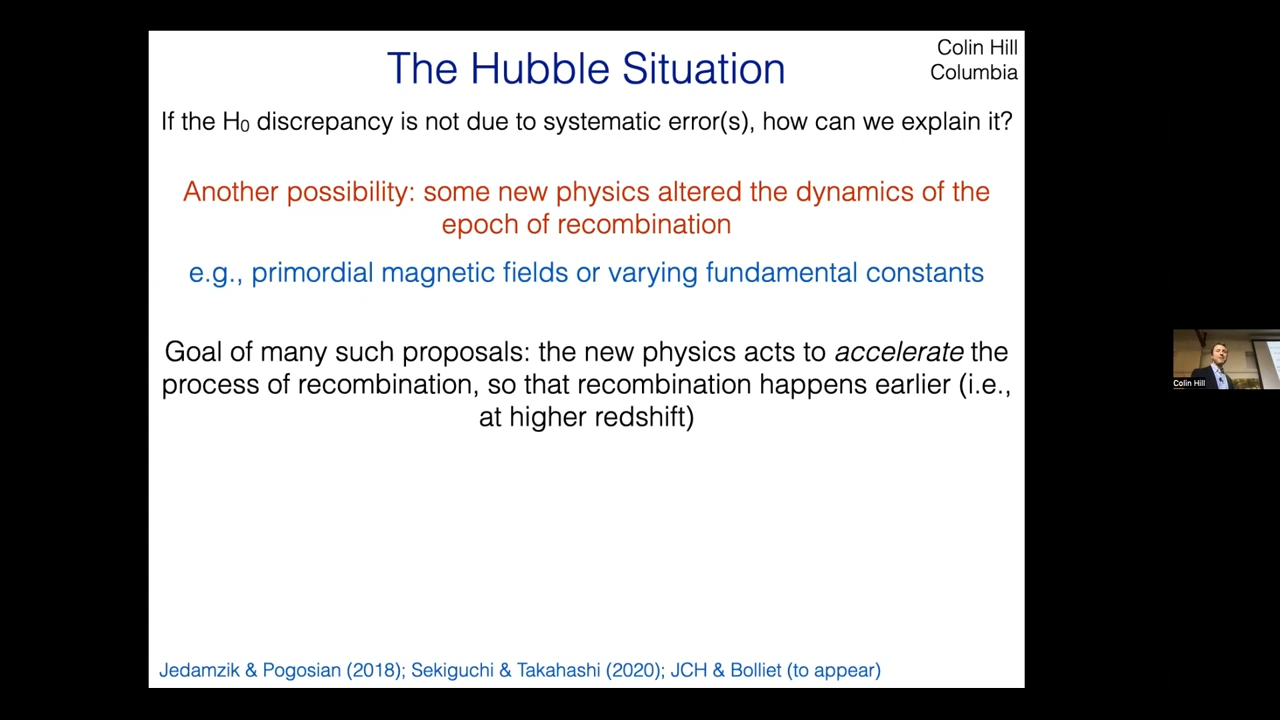 The Hubble Situation
Colin Hill
Columbia
If the H₀ discrepancy is not due to systematic error(s), how can we explain it?
Another possibility: some new physics altered the dynamics of the
epoch of recombination
e.g., primordial magnetic fields or varying fundamental constants
Goal of many such proposals: the new physics acts to accelerate the
process of recombination, so that recombination happens earlier (i.e.,
at higher redshift)
Jedamzik & Pogosian (2018); Sekiguchi & Takahashi (2020); JCH & Bolliet (to appear)
Colin Hill